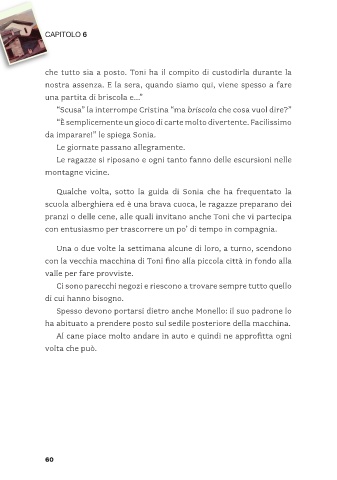 CAPITOLO 6
che tutto sia a posto. Toni ha il compito di custodirla durante la
nostra assenza. E la sera, quando siamo qui, viene spesso a fare
una partita di briscola e…”
“Scusa” la interrompe Cristina “ma briscola che cosa vuol dire?”
“È semplicemente un gioco di carte molto divertente. Facilissimo
da imparare!” le spiega Sonia.
Le giornate passano allegramente.
Le ragazze si riposano e ogni tanto fanno delle escursioni nelle
montagne vicine.
Qualche volta, sotto la guida di Sonia che ha frequentato la
scuola alberghiera ed è una brava cuoca, le ragazze preparano dei
pranzi o delle cene, alle quali invitano anche Toni che vi partecipa
con entusiasmo per trascorrere un po’ di tempo in compagnia.
Una o due volte la settimana alcune di loro, a turno, scendono
con la vecchia macchina di Toni fino alla piccola città in fondo alla
valle per fare provviste.
Ci sono parecchi negozi e riescono a trovare sempre tutto quello
di cui hanno bisogno.
Spesso devono portarsi dietro anche Monello: il suo padrone lo
ha abituato a prendere posto sul sedile posteriore della macchina.
Al cane piace molto andare in auto e quindi ne approfitta ogni
volta che può.
60